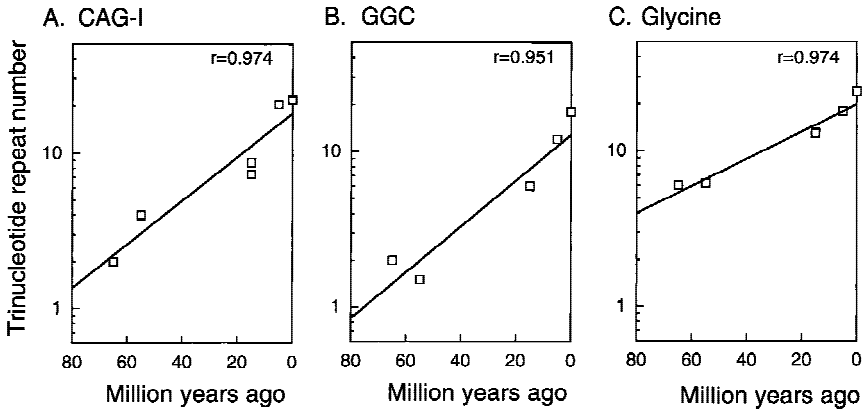 A. CAG-I
B. GGC
C. Glycine
Trinucleotide repeat number
r=0.974
10
1
80 60 40 20 0
Million years ago
r=0.951
10
1
80 60 40 20 0
Million years ago
r=0.974
10
1
80 60 40 20 0
Million years ago